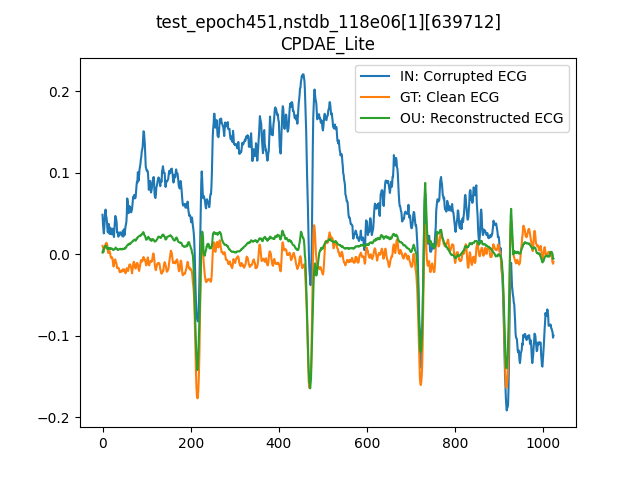 test_epoch451,nstdb_118e06[1][639712]
CPDAE_Lite
IN: Corrupted ECG
GT: Clean ECG
OU: Reconstructed ECG
0.2
0.1
0.0
−0.1
−0.2
0 200 400 600 800 1000